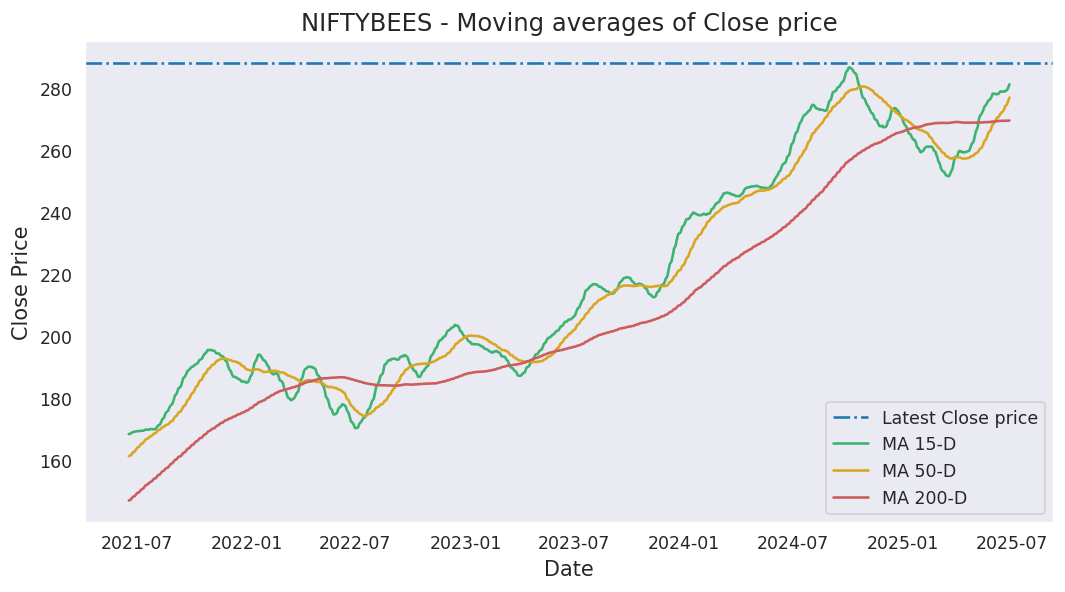 NIFTYBEES - Moving averages of Close price
Close Price
280
260
240
220
200
180
160
2021-07 2022-01 2022-07 2023-01 2023-07 2024-01 2024-07 2025-01 2025-07
Date
Latest Close price
MA 15-D
MA 50-D
MA 200-D